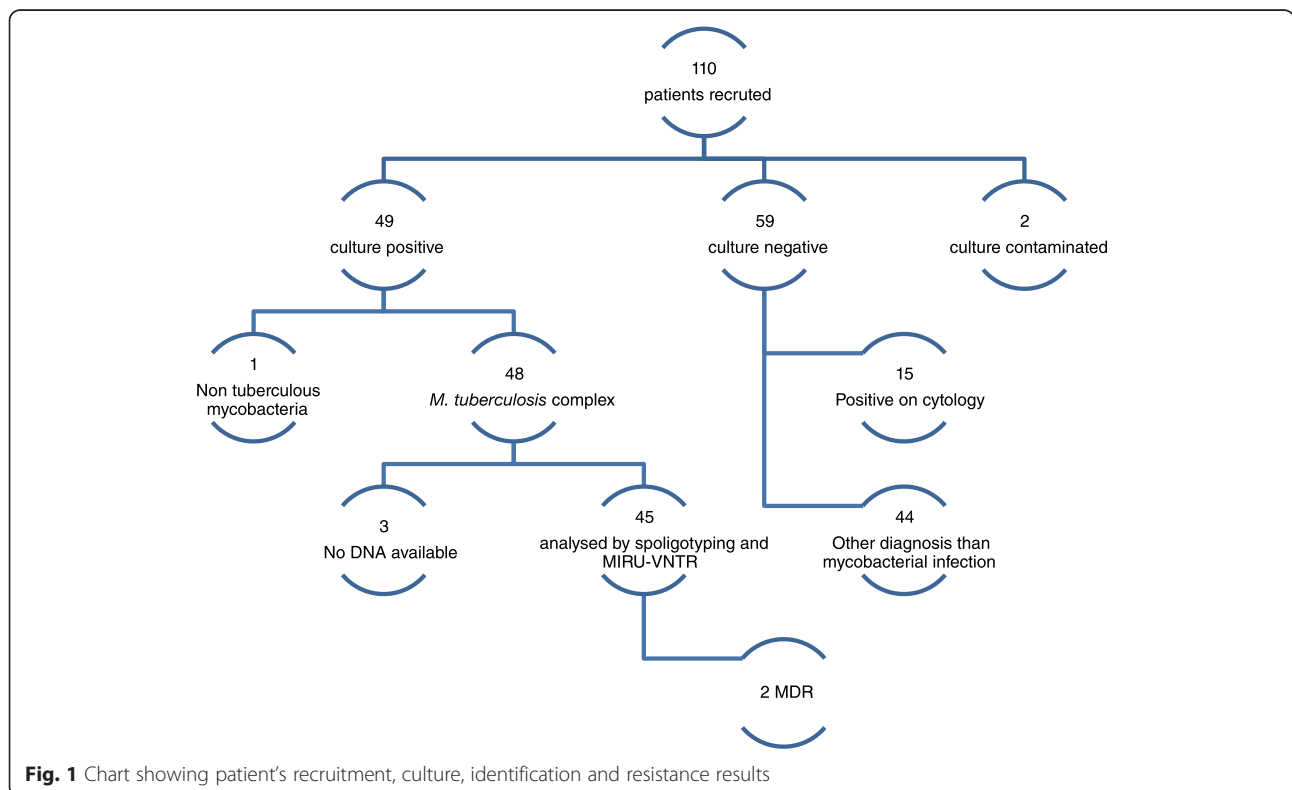 110
patients recruted
49
culture positive
59
culture negative
2
culture contaminated
1
Non tuberculous
mycobacteria
48
M. tuberculosis complex
15
Positive on cytology
3
No DNA available
45
analysed by spoligotyping and
MIRU-VNTR
44
Other diagnosis than
mycobacterial infection
2 MDR
Fig. 1 Chart showing patient’s recruitment, culture, identification and resistance results